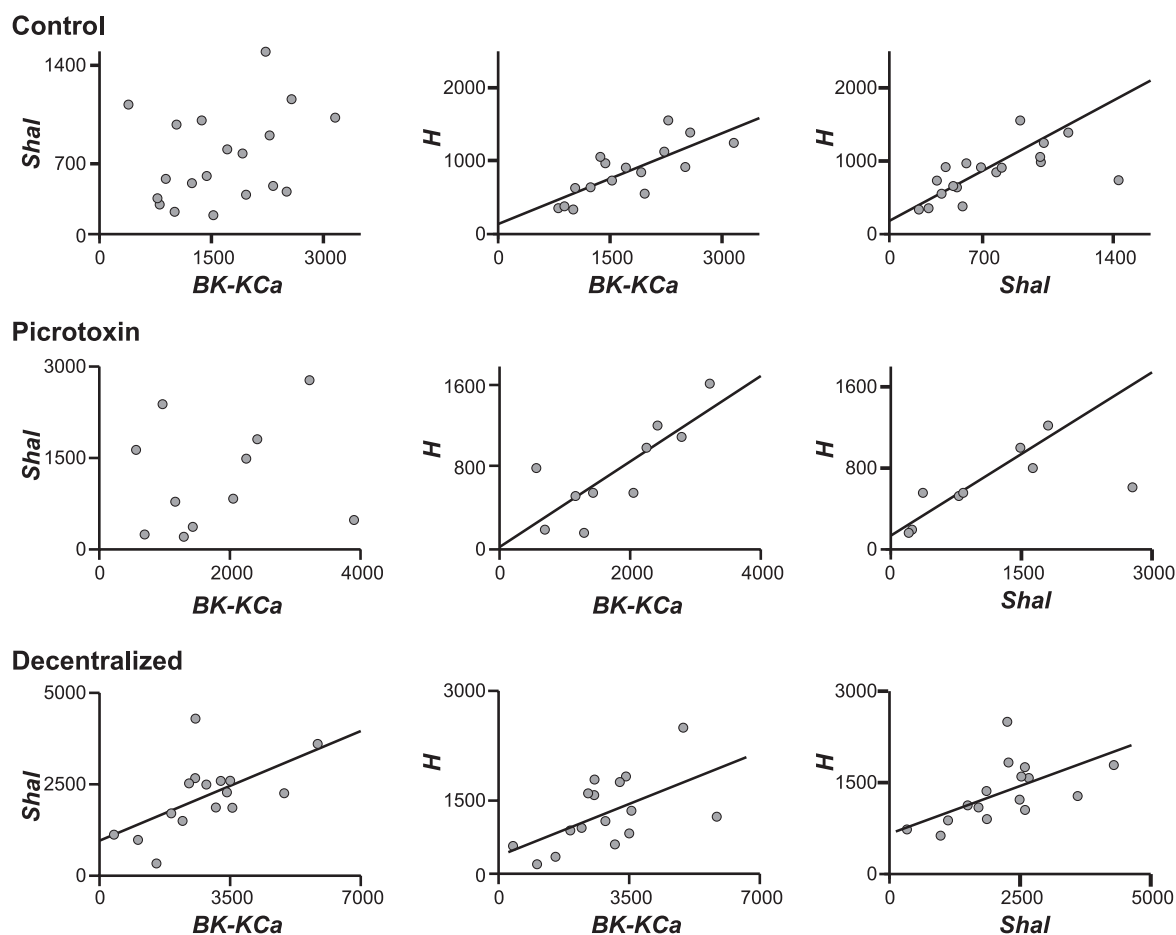 Control
Shal
1400
700
0
0
1500
3000
BK-KCa
H
2000
1000
0
0
1500
3000
BK-KCa
H
2000
1000
0
0
700
1400
Shal
Picrotoxin
Shal
3000
1500
0
0
2000
4000
BK-KCa
H
1600
800
0
0
2000
4000
BK-KCa
H
1600
800
0
0
1500
3000
Shal
Decentralized
Shal
5000
2500
0
0
3500
7000
BK-KCa
H
3000
1500
0
0
3500
7000
BK-KCa
H
3000
1500
0
0
2500
5000
Shal